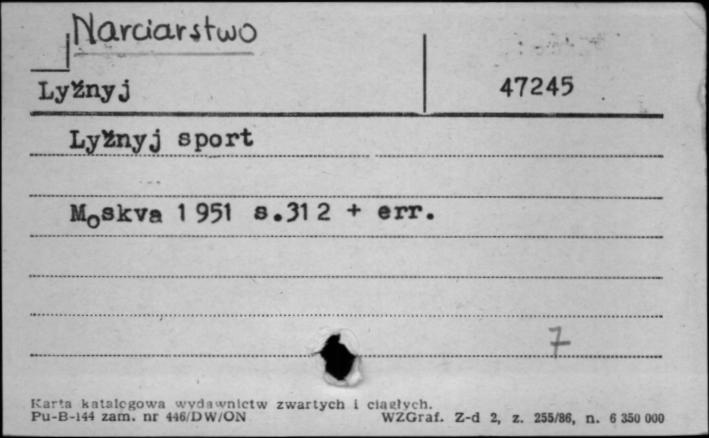 Narciarstwo
Lyžnyj 47245
Lyžnyj sport
Moskva 1951 s.312 + err.
7
Karta katalogowa wydawnictw zwartych i ciągłych.
Pu-B-144 zam. nr 446/DW/ON WZGraf. Z-d 2, z. 255/86, n. 6 350 000